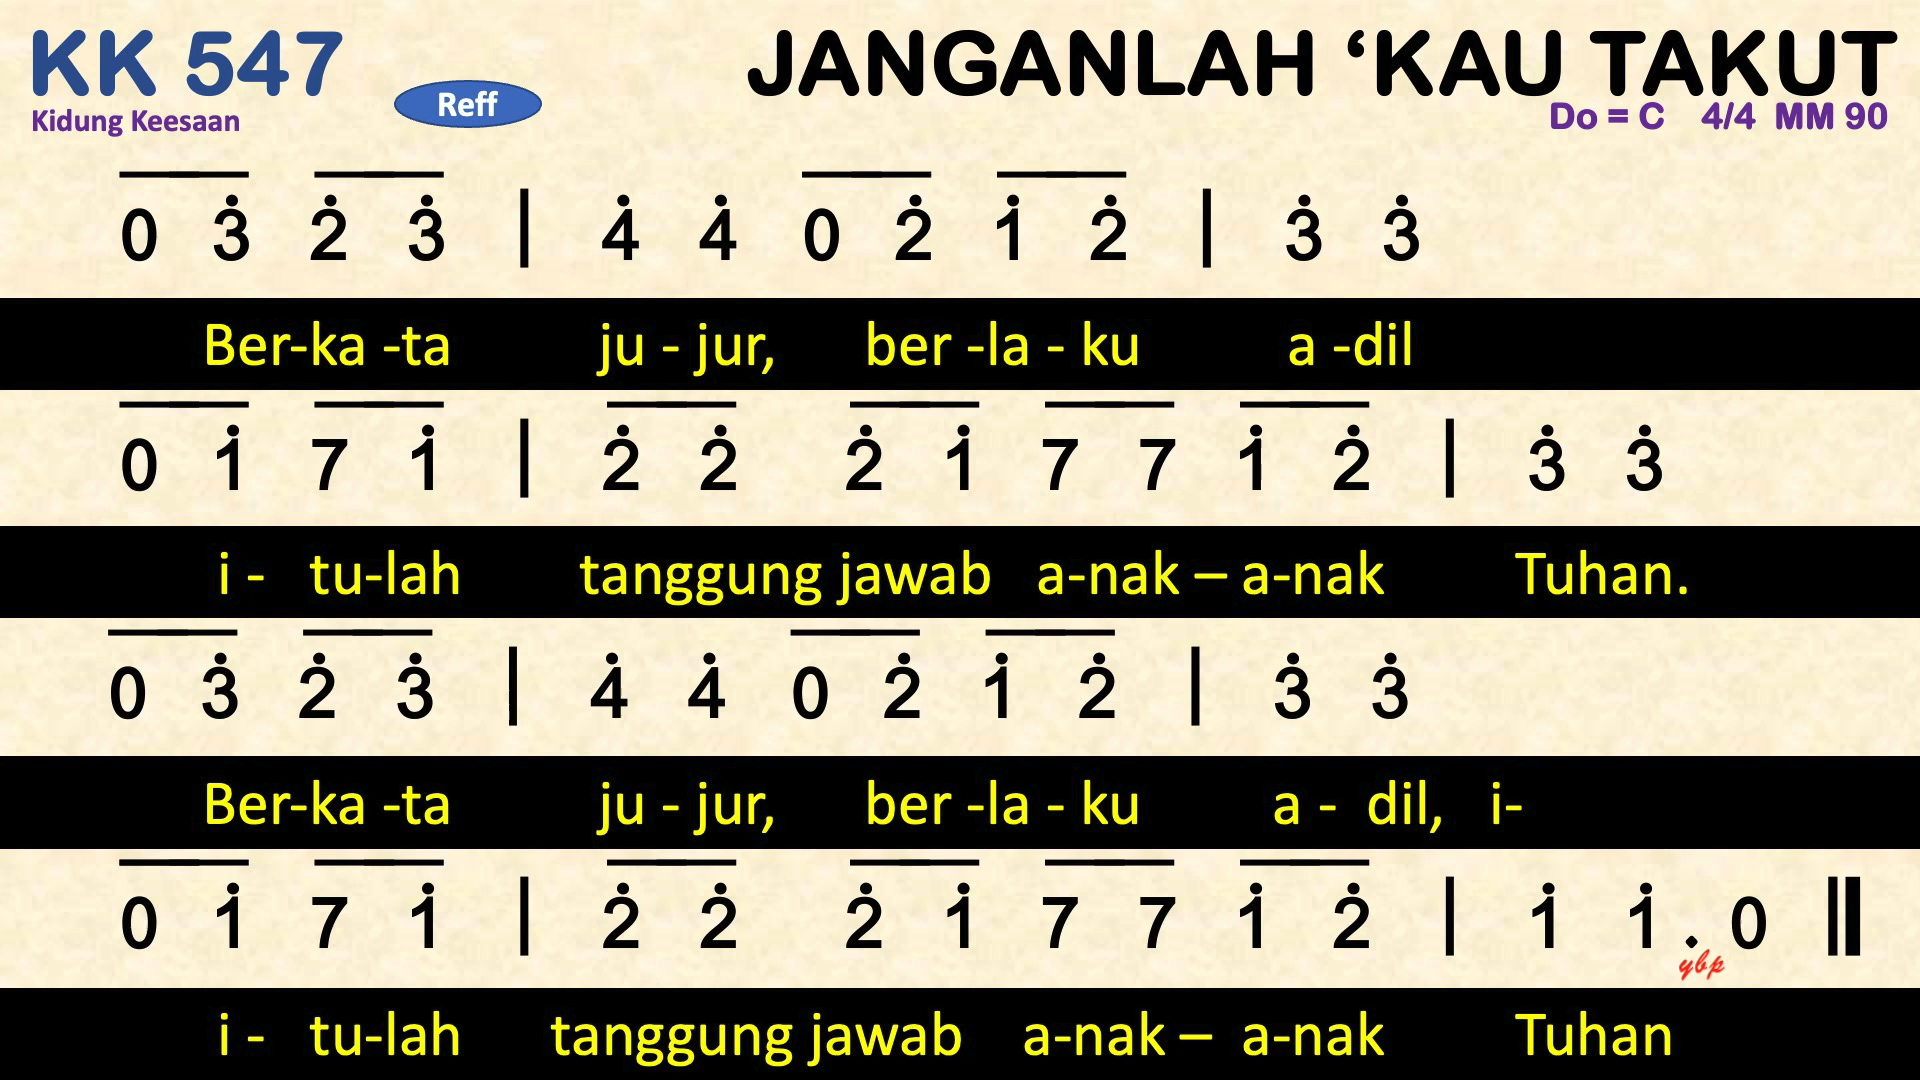 KK 547
JANGANLAH ‘KAU TAKUT
Kidung Keesaan
Reff
Do = C 4/4 MM 90
0 3̇ 2̇ 3̇ | 4̇ 4̇ 0 2̇ 1̇ 2̇ | 3̇ 3̇
Ber-ka -ta ju - jur, ber -la - ku a -dil
0 1̇ 7 1̇ | 2̇ 2̇ 2̇ 1̇ 7 7 1̇ 2̇ | 3̇ 3̇
i - tu-lah tanggung jawab a-nak – a-nak Tuhan.
0 3̇ 2̇ 3̇ | 4̇ 4̇ 0 2̇ 1̇ 2̇ | 3̇ 3̇
Ber-ka -ta ju - jur, ber -la - ku a - dil, i-
0 1̇ 7 1̇ | 2̇ 2̇ 2̇ 1̇ 7 7 1̇ 2̇ | 1̇ 1̇ . 0 ||
ybp
i - tu-lah tanggung jawab a-nak – a-nak Tuhan